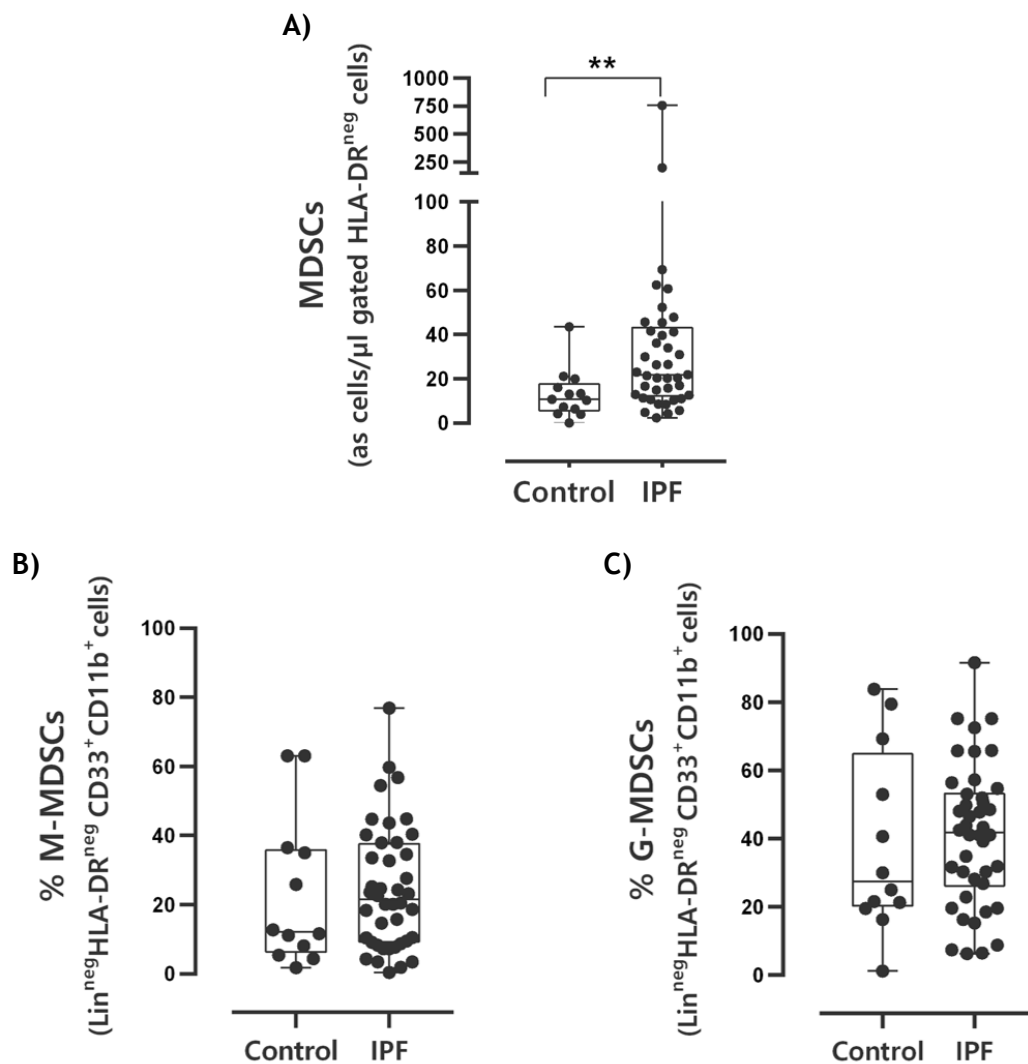 A)
MDSCs
(as cells/µl gated HLA-DRneg cells)
1000
750
500
250
100
80
60
40
20
0
**
Control IPF
B)
% M-MDSCs
(LinnegHLA-DRneg CD33+CD11b+cells)
100
80
60
40
20
0
Control IPF
C)
% G-MDSCs
(LinnegHLA-DRneg CD33+CD11b+cells)
100
80
60
40
20
0
Control IPF